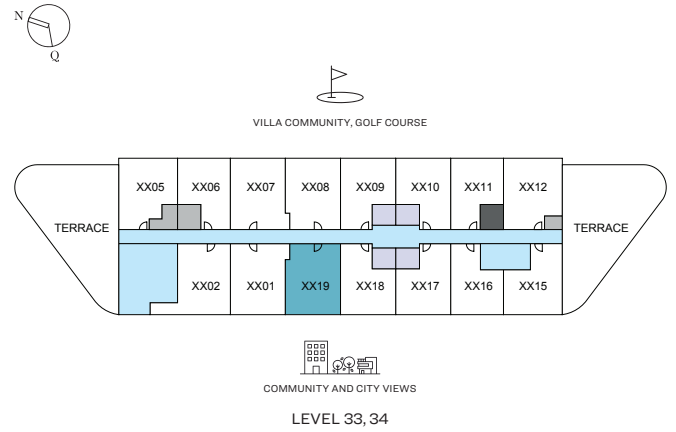 N
Q
VILLA COMMUNITY, GOLF COURSE
XX05 XX06 XX07 XX08 XX09 XX10 XX11 XX12
TERRACE TERRACE
XX02 XX01 XX19 XX18 XX17 XX16 XX15
COMMUNITY AND CITY VIEWS
LEVEL 33, 34